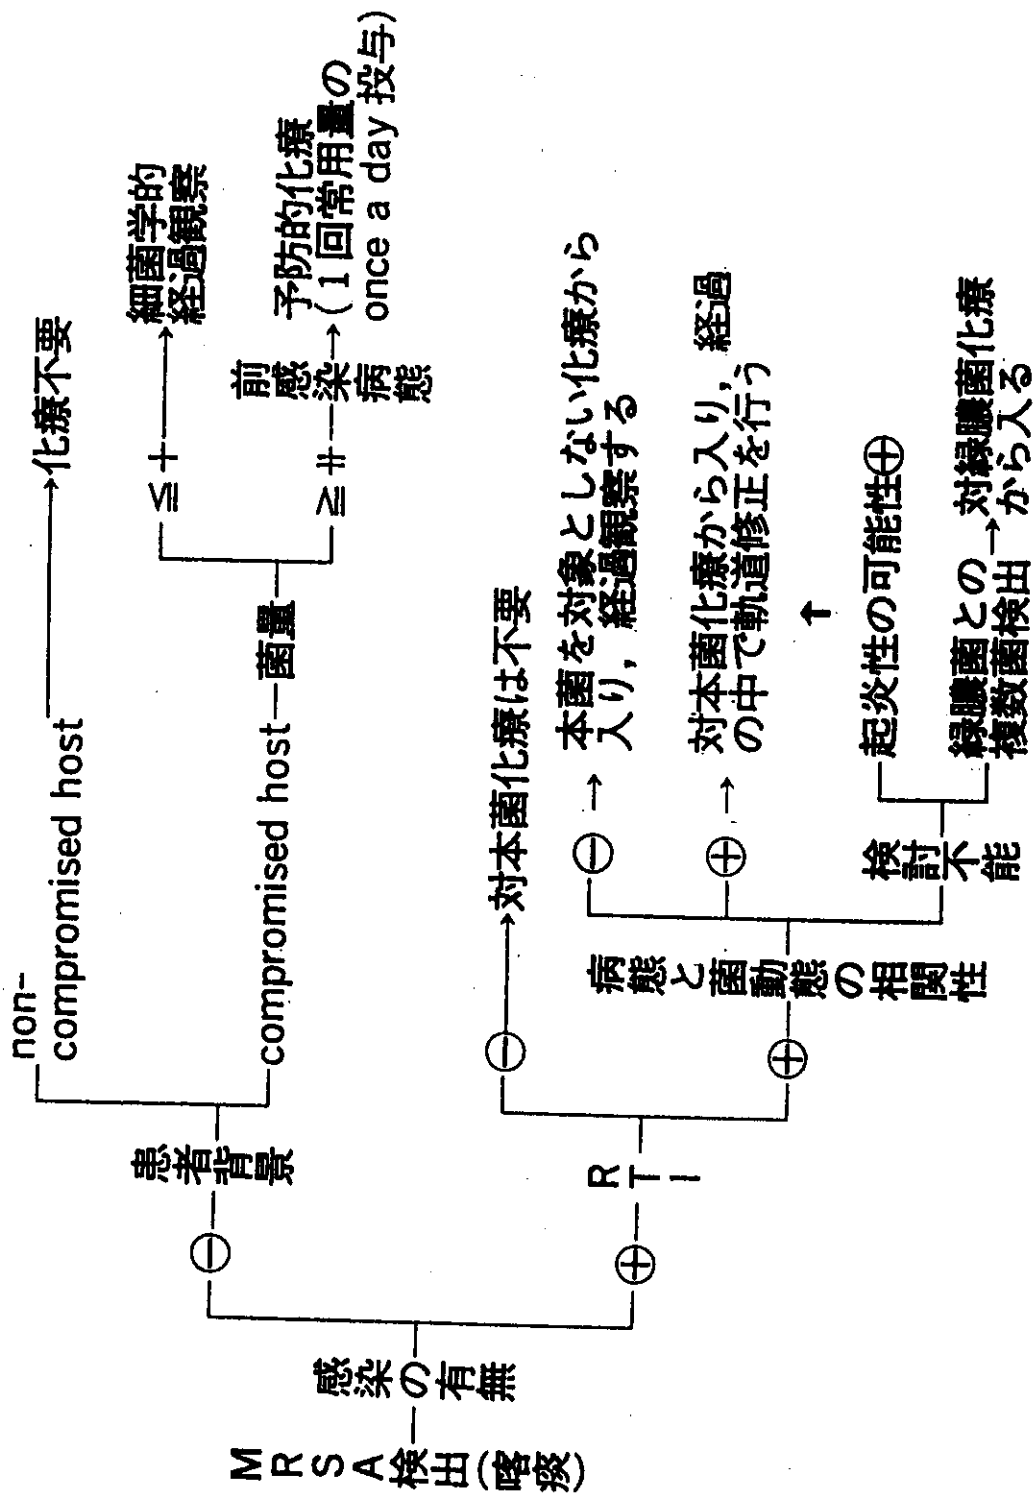 MRSA検出(喀痰)
感染の有無
⊖
患者背景
non-
compromised host
化療不要
compromised host
菌量
≦+
細菌学的
経過観察
≧⧺
前感染病態
予防的化療
(1回常用量の
once a day 投与)
⊕
RTI
⊖
対本菌化療は不要
⊕
病態と菌動態の相関性
⊖
本菌を対象としない化療から
入り,経過観察する
⊕
対本菌化療から入り,経過
の中で軌道修正を行う
検討不能
起炎性の可能性⊕
緑膿菌との
複数菌検出
対緑膿菌化療
から入る